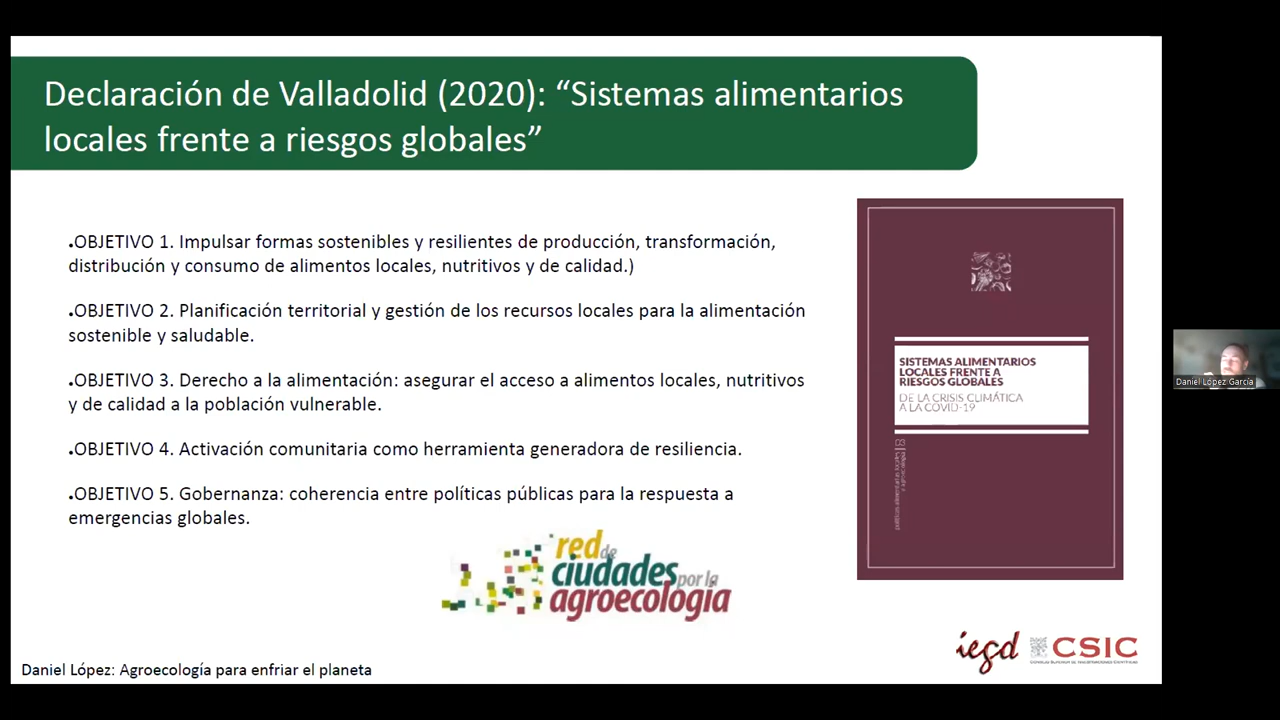 Declaración de Valladolid (2020): “Sistemas alimentarios
locales frente a riesgos globales”
•OBJETIVO 1. Impulsar formas sostenibles y resilientes de producción, transformación,
distribución y consumo de alimentos locales, nutritivos y de calidad.)
•OBJETIVO 2. Planificación territorial y gestión de los recursos locales para la alimentación
sostenible y saludable.
•OBJETIVO 3. Derecho a la alimentación: asegurar el acceso a alimentos locales, nutritivos
y de calidad a la población vulnerable.
•OBJETIVO 4. Activación comunitaria como herramienta generadora de resiliencia.
•OBJETIVO 5. Gobernanza: coherencia entre políticas públicas para la respuesta a
emergencias globales.
SISTEMAS ALIMENTARIOS
LOCALES FRENTE A
RIESGOS GLOBALES
DE LA CRISIS CLIMÁTICA
A LA COVID-19
red de
ciudades por la
agroecología
iegd
CSIC
CONSEJO SUPERIOR DE INVESTIGACIONES CIENTÍFICAS
Daniel López: Agroecología para enfriar el planeta
Daniel López García